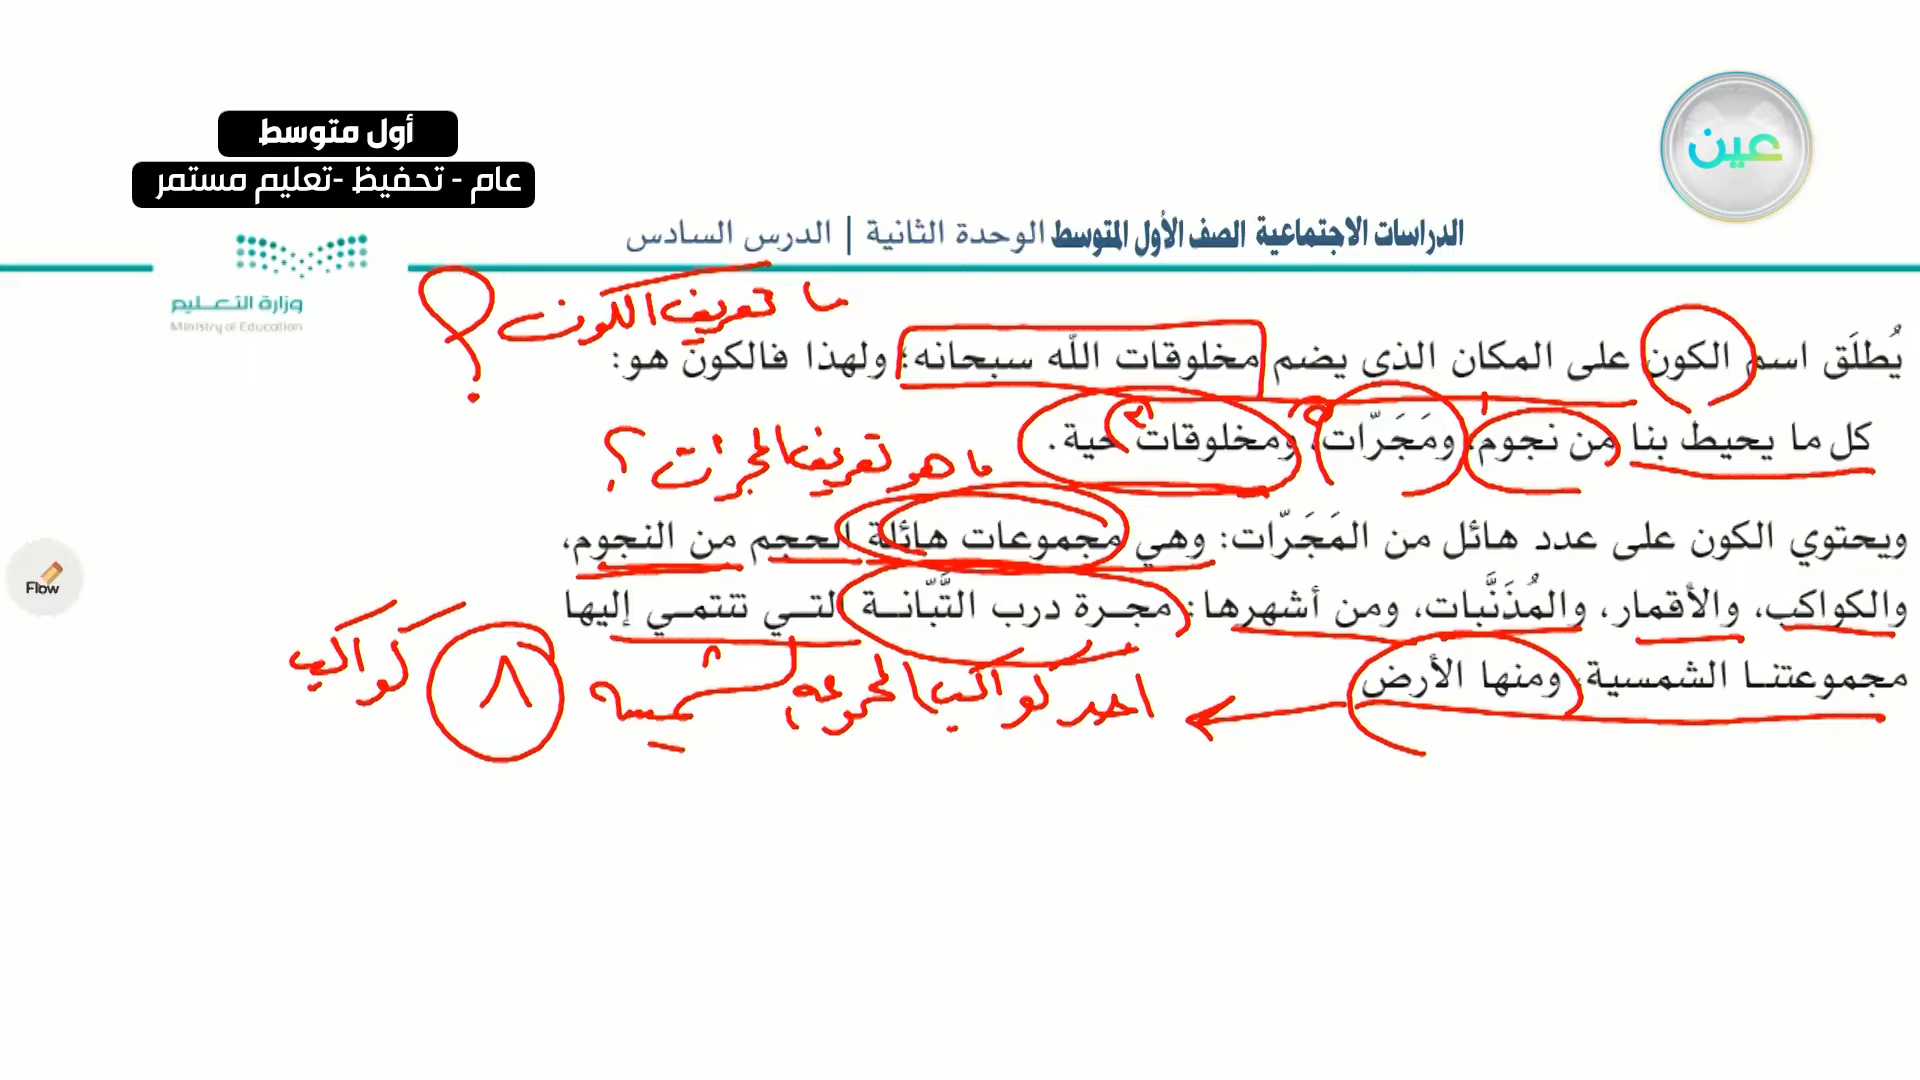 أول متوسط
عام - تحفيظ -تعليم مستمر
عين
الدراسات الاجتماعية الصف الأول المتوسط الوحدة الثانية | الدرس السادس
وزارة التعليم
Ministry of Education
ما تعريف الكون ؟
يُطلَق اسم الكون على المكان الذي يضم مخلوقات الله سبحانه؛ ولهذا فالكون هو:
١ ٢ ٣
كل ما يحيط بنا من نجوم، ومَجَرّات، ومخلوقات حية.
ما هو تعريف المجرات ؟
ويحتوي الكون على عدد هائل من المَجَرّات: وهي مجموعات هائلة الحجم من النجوم،
والكواكب، والأقمار، والمُذَنَّبات، ومن أشهرها: مجرة درب التَّبّانة التي تنتمي إليها
مجموعتنا الشمسية، ومنها الأرض
احد كواكب المجموعة الشمسية ٨ كواكب
Flow